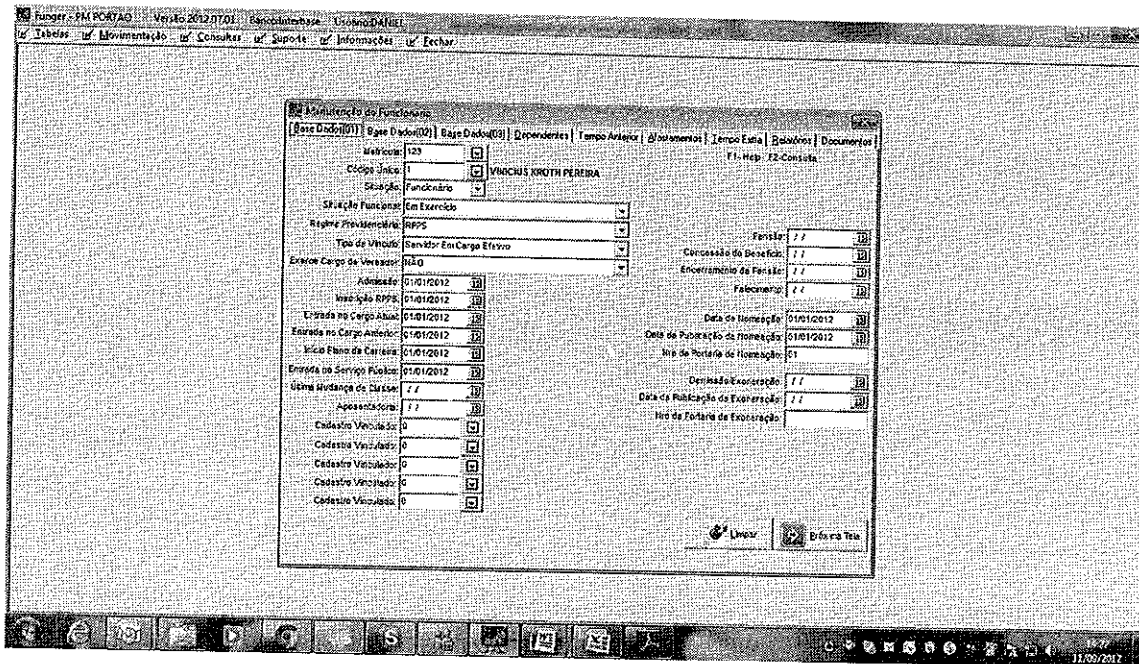 Funger - PM PORTAO Versão 2012.07.01 Banco:Interbase Usuario:DANIEL
Tabelas Movimentação Consultas Suporte Informações Fechar
Manutenção do Funcionário
Base Dados(01) Base Dados(02) Base Dados(03) Dependentes Tempo Anterior Afastamentos Tempo Extra Relatórios Documentos
Matrícula: 123
F1-Help F2-Consulta
Código Único: 1 VINICIUS KROTH PEREIRA
Situação: Funcionário
Situação Funcional: Em Exercício
Regime Previdenciário: RPPS
Tipo de Vínculo: Servidor Em Cargo Efetivo
Exerce Cargo de Vereador: NÃO
Admissão: 01/01/2012
Inscrição RPPS: 01/01/2012
Entrada no Cargo Atual: 01/01/2012
Entrada no Cargo Anterior: 01/01/2012
Início Plano de Carreira: 01/01/2012
Entrada no Serviço Público: 01/01/2012
Última Mudança de Classe: / /
Aposentadoria: / /
Cadastro Vinculado: 0
Cadastro Vinculado: 0
Cadastro Vinculado: 0
Cadastro Vinculado: 0
Cadastro Vinculado: 0
Pensão: / /
Concessão do Benefício: / /
Encerramento da Pensão: / /
Falecimento: / /
Data da Nomeação: 01/01/2012
Data da Publicação da Nomeação: 01/01/2012
Nro da Portaria de Nomeação: 01
Demissão/Exoneração: / /
Data da Publicação da Exoneração: / /
Nro da Portaria de Exoneração:
Limpar Próxima Tela